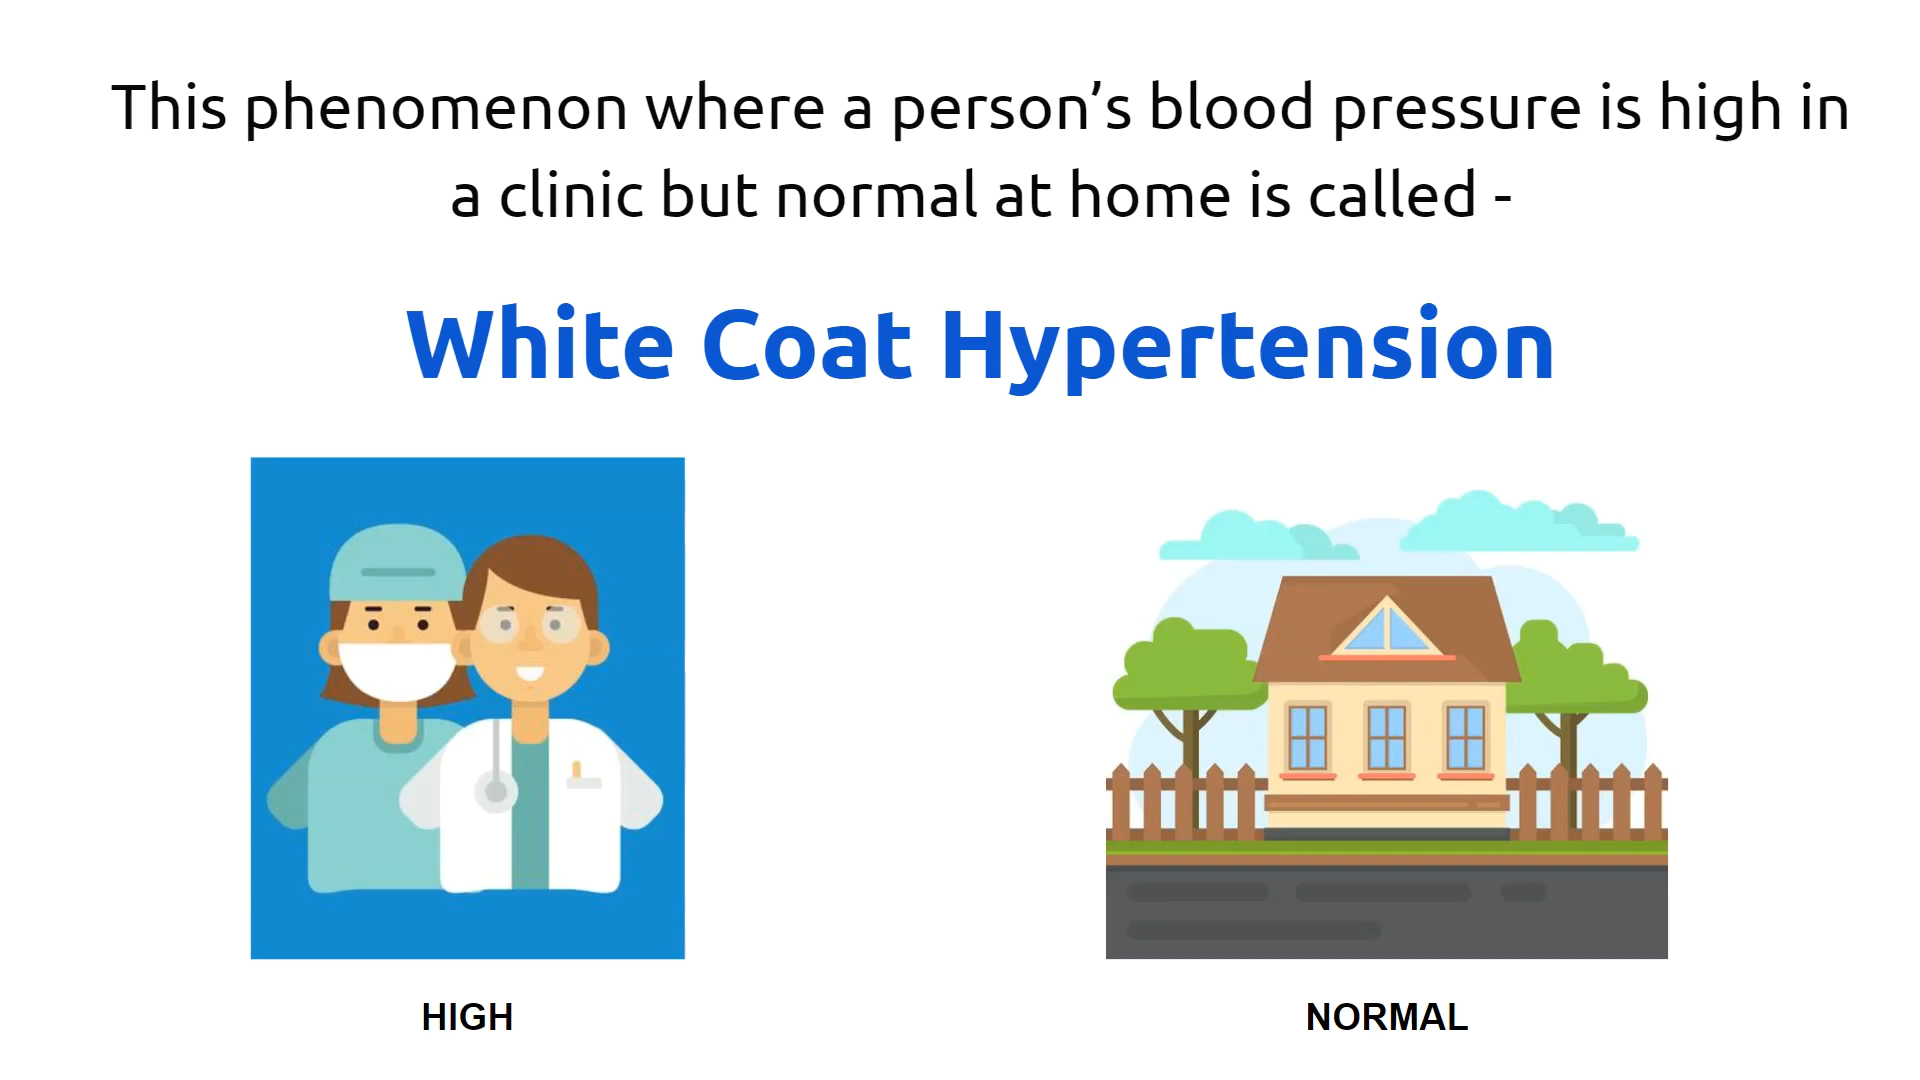 This phenomenon where a person’s blood pressure is high in
a clinic but normal at home is called -
White Coat Hypertension
HIGH
NORMAL